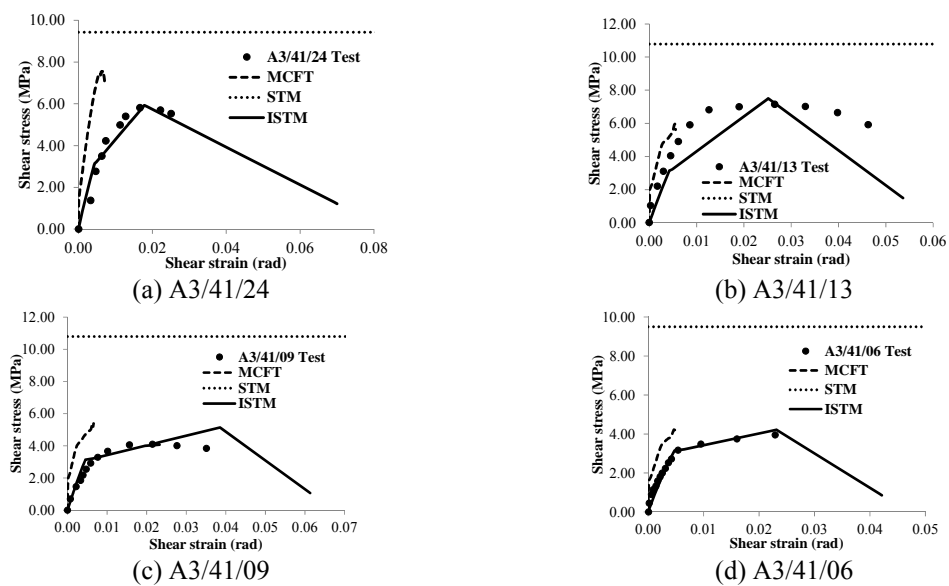 10.00
8.00
6.00
4.00
2.00
0.00
Shear stress (MPa)
A3/41/24 Test
MCFT
STM
ISTM
0.00 0.02 0.04 0.06 0.08
Shear strain (rad)
(a) A3/41/24
12.00
10.00
8.00
6.00
4.00
2.00
0.00
Shear stress (MPa)
A3/41/13 Test
MCFT
STM
ISTM
0.00 0.01 0.02 0.03 0.04 0.05 0.06
Shear strain (rad)
(b) A3/41/13
12.00
10.00
8.00
6.00
4.00
2.00
0.00
Shear stress (MPa)
A3/41/09 Test
MCFT
STM
ISTM
0.00 0.01 0.02 0.03 0.04 0.05 0.06 0.07
Shear strain (rad)
(c) A3/41/09
10.00
8.00
6.00
4.00
2.00
0.00
Shear stress (MPa)
A3/41/06 Test
MCFT
STM
ISTM
0.00 0.01 0.02 0.03 0.04 0.05
Shear strain (rad)
(d) A3/41/06